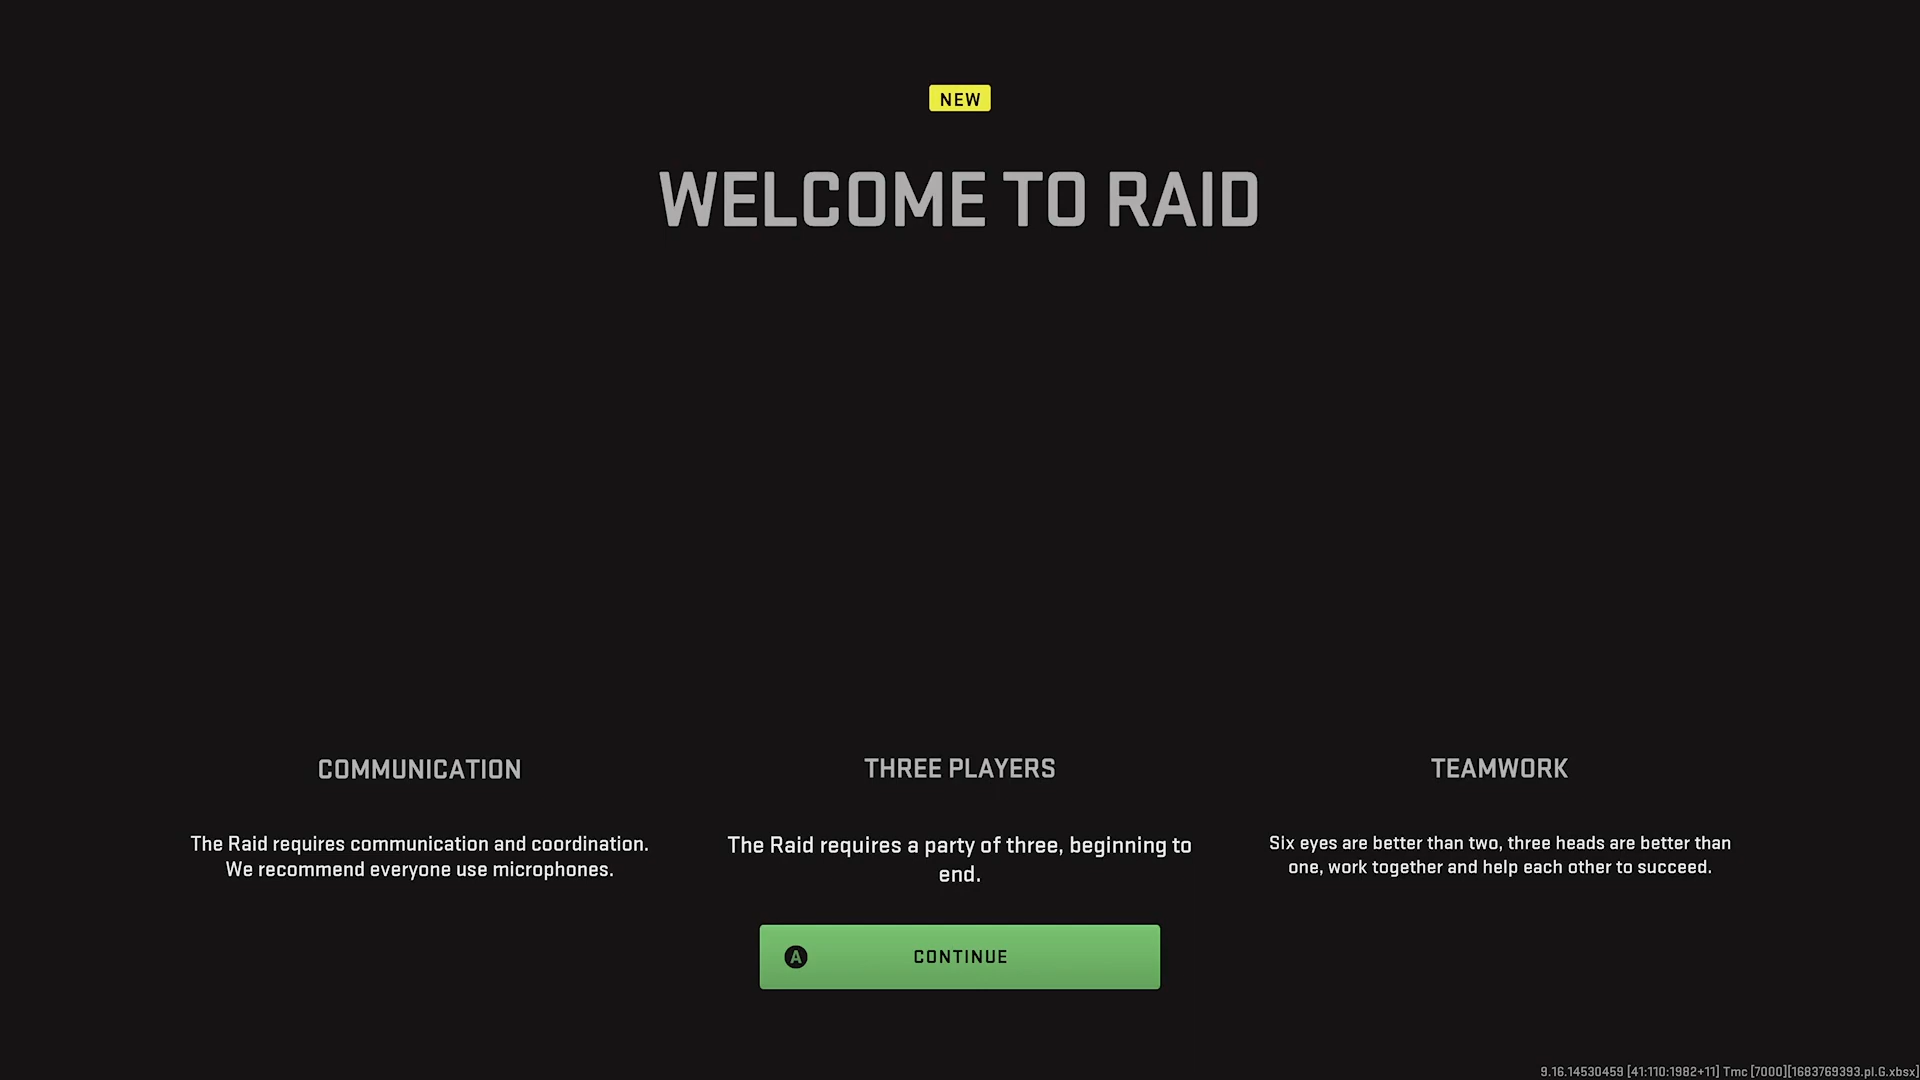 NEW
WELCOME TO RAID
COMMUNICATION
The Raid requires communication and coordination.
We recommend everyone use microphones.
THREE PLAYERS
The Raid requires a party of three, beginning to
end.
TEAMWORK
Six eyes are better than two, three heads are better than
one, work together and help each other to succeed.
A CONTINUE
9.16.14530459 [41:110:1982+11] Tmc [7000][1683769393.pl.G.xbsx]